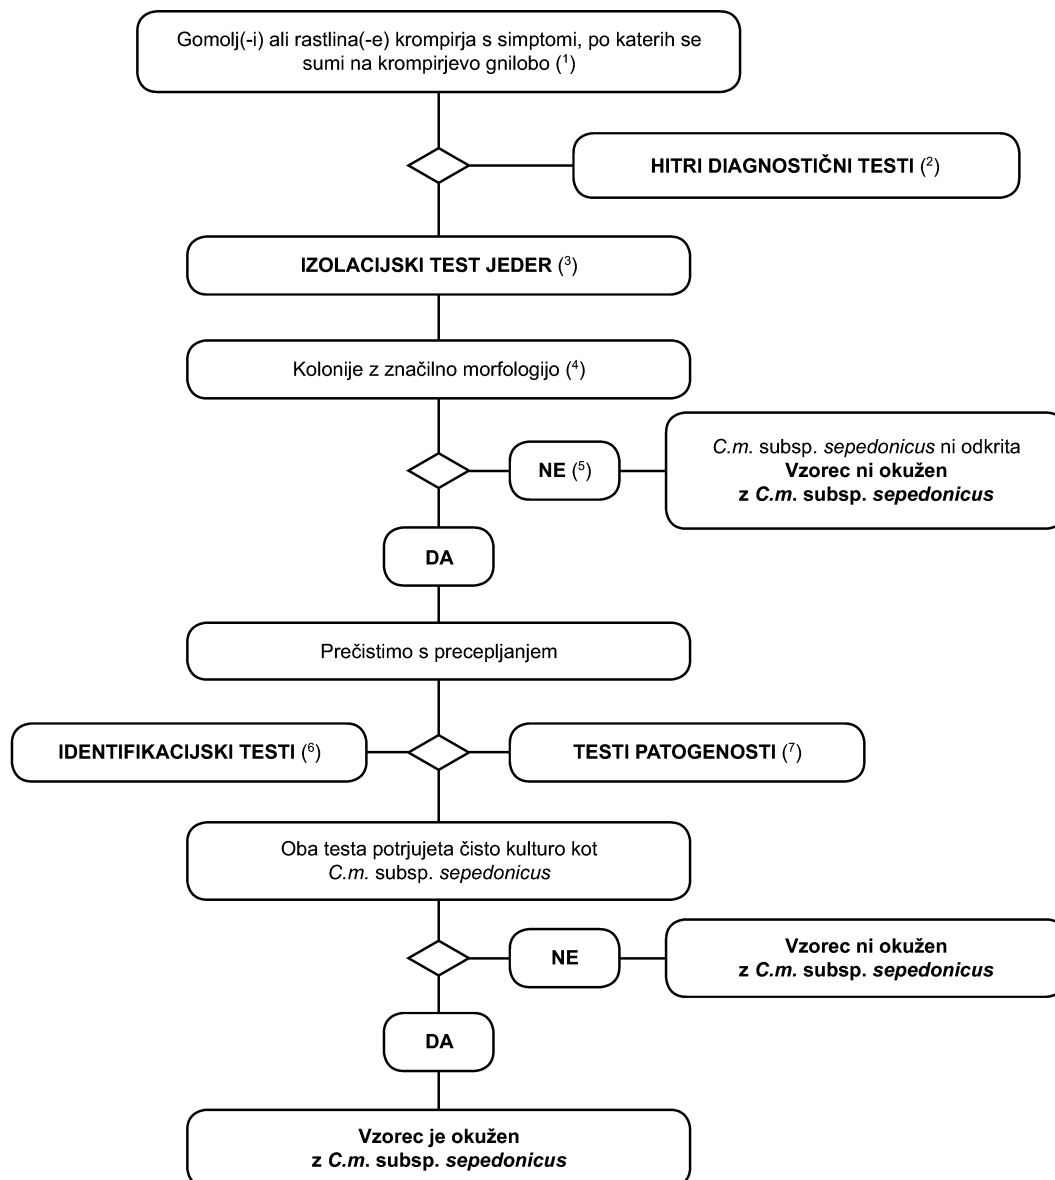 Gomolj(-i) ali rastlina(-e) krompirja s simptomi, po katerih se
sumi na krompirjevo gnilobo (¹)
HITRI DIAGNOSTIČNI TESTI (²)
IZOLACIJSKI TEST JEDER (³)
Kolonije z značilno morfologijo (⁴)
NE (⁵)
C.m. subsp. sepedonicus ni odkrita
Vzorec ni okužen
z C.m. subsp. sepedonicus
DA
Prečistimo s precepljanjem
IDENTIFIKACIJSKI TESTI (⁶)
TESTI PATOGENOSTI (⁷)
Oba testa potrjujeta čisto kulturo kot
C.m. subsp. sepedonicus
NE
Vzorec ni okužen
z C.m. subsp. sepedonicus
DA
Vzorec je okužen
z C.m. subsp. sepedonicus